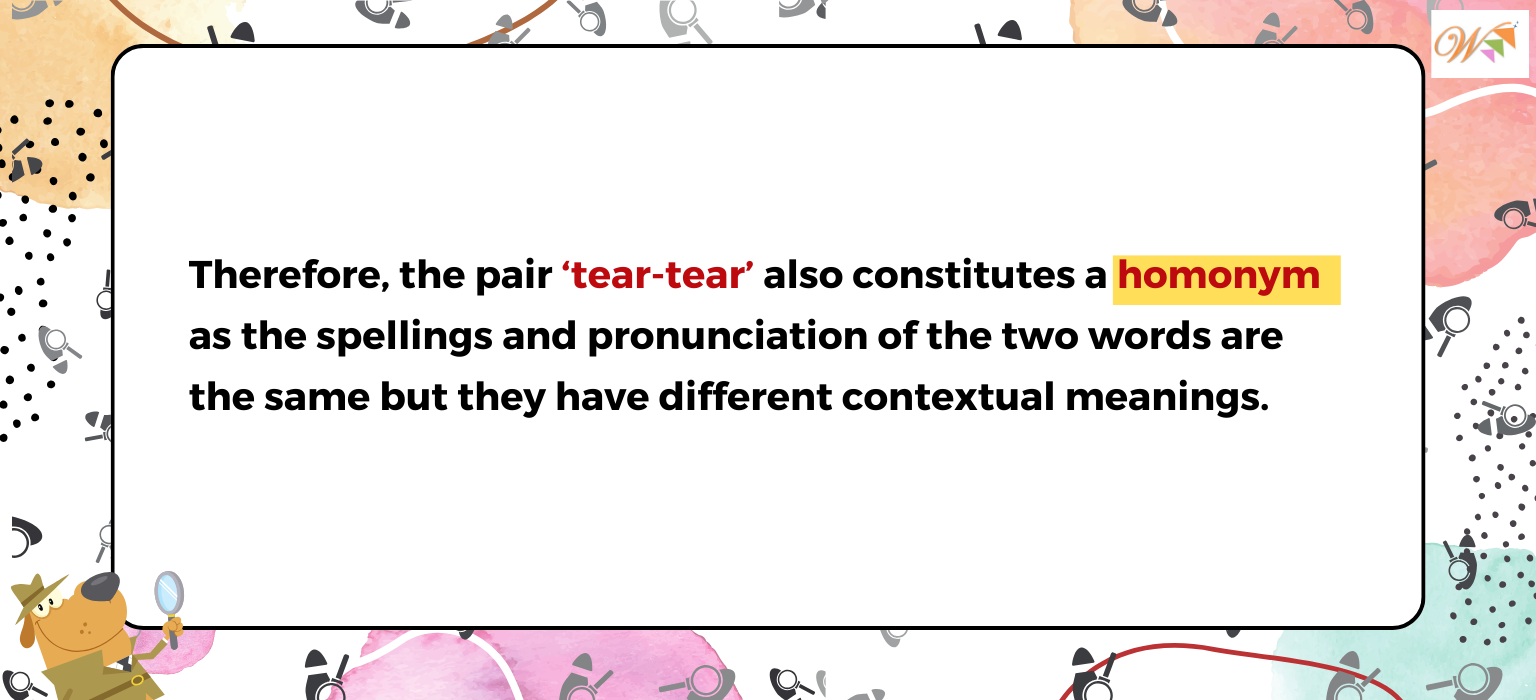 Therefore, the pair ‘tear-tear’ also constitutes a homonym
as the spellings and pronunciation of the two words are
the same but they have different contextual meanings.
W